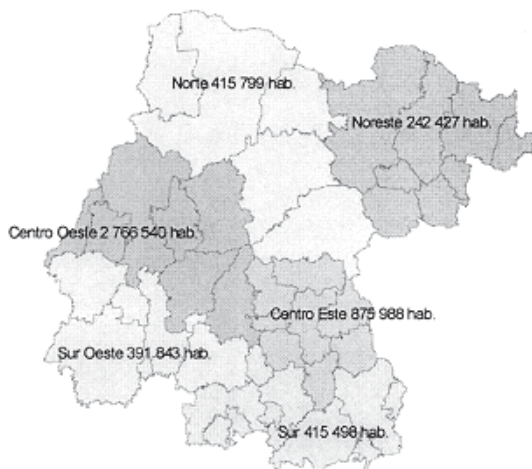 Norte 415 799 hab.
Noreste 242 427 hab.
Centro Oeste 2 766 540 hab.
Centro Este 875 988 hab.
Sur Oeste 391 843 hab.
Sur 415 498 hab.